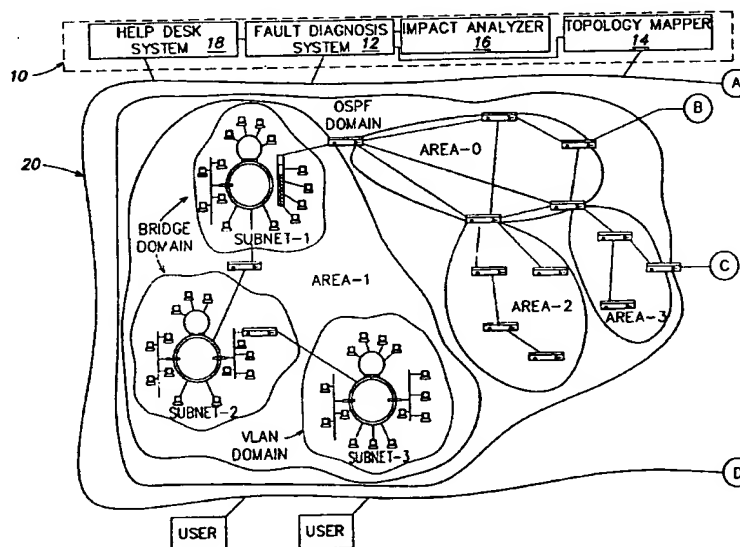 HELP DESK
SYSTEM 18
FAULT DIAGNOSIS
SYSTEM 12
IMPACT ANALYZER
16
TOPOLOGY MAPPER
14
10
A
OSPF
DOMAIN
B
AREA-0
20
BRIDGE
DOMAIN
SUBNET-1
AREA-1
C
AREA-2
AREA-3
SUBNET-2
VLAN
DOMAIN
SUBNET-3
D
USER
USER